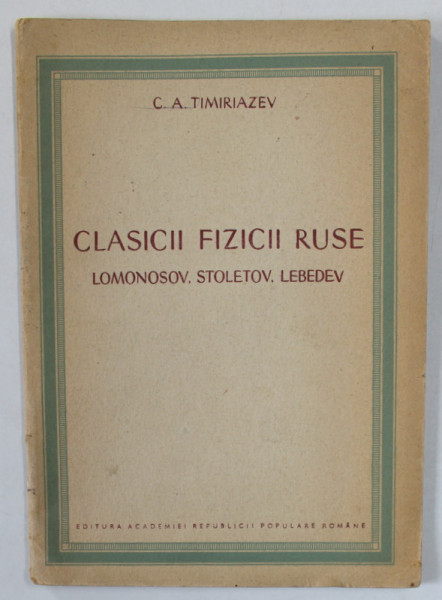 C. A. TIMIRIAZEV
CLASICII FIZICII RUSE
LOMONOSOV, STOLETOV, LEBEDEV
EDITURA ACADEMIEI REPUBLICII POPULARE ROMÂNE